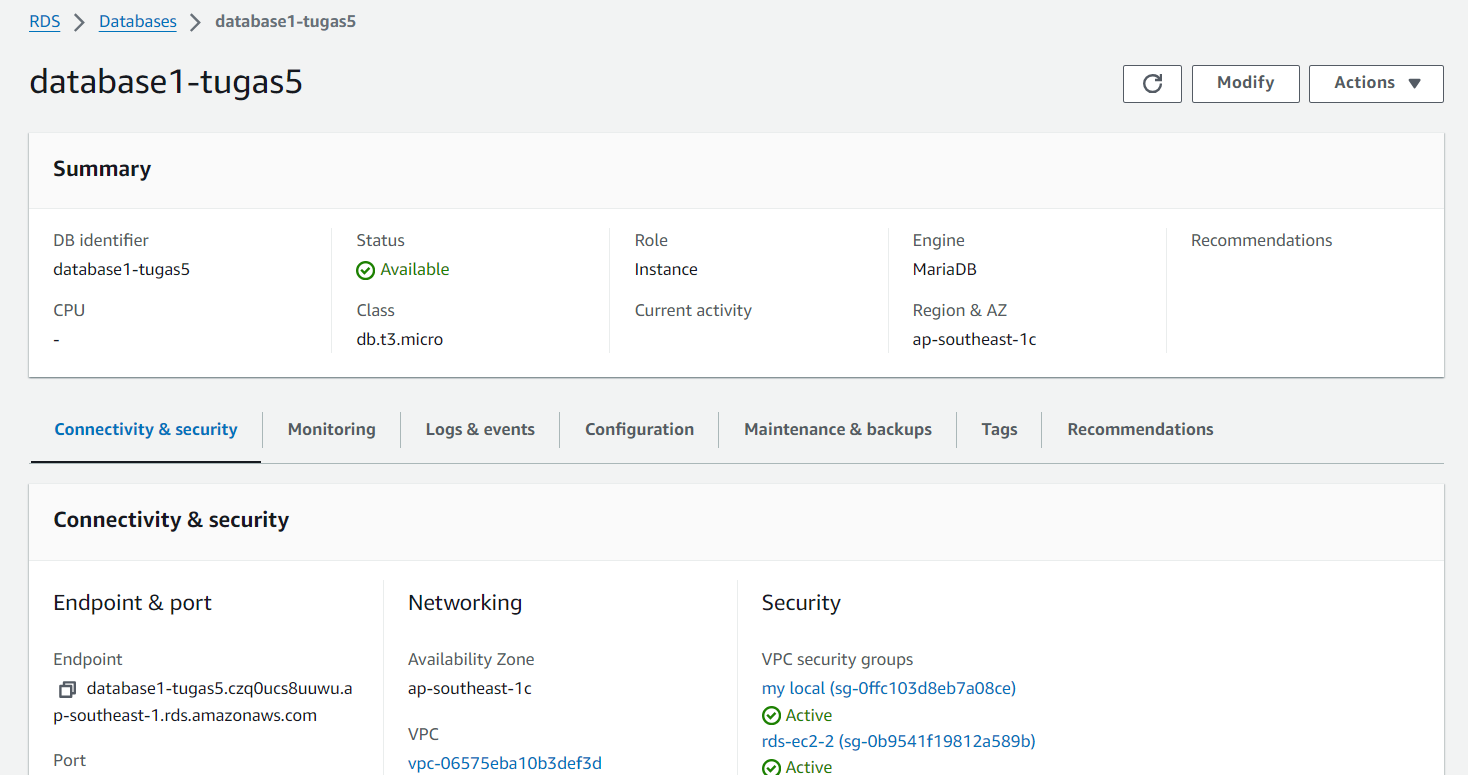 RDS > Databases > database1-tugas5
database1-tugas5
Modify
Actions
Summary
DB identifier
database1-tugas5
Status
Available
Role
Instance
Engine
MariaDB
Recommendations
CPU
-
Class
db.t3.micro
Current activity
Region & AZ
ap-southeast-1c
Connectivity & security
Monitoring
Logs & events
Configuration
Maintenance & backups
Tags
Recommendations
Connectivity & security
Endpoint & port
Endpoint
database1-tugas5.czq0ucs8uuwu.a
p-southeast-1.rds.amazonaws.com
Port
Networking
Availability Zone
ap-southeast-1c
VPC
vpc-06575eba10b3def3d
Security
VPC security groups
my local (sg-0ffc103d8eb7a08ce)
Active
rds-ec2-2 (sg-0b9541f19812a589b)
Active